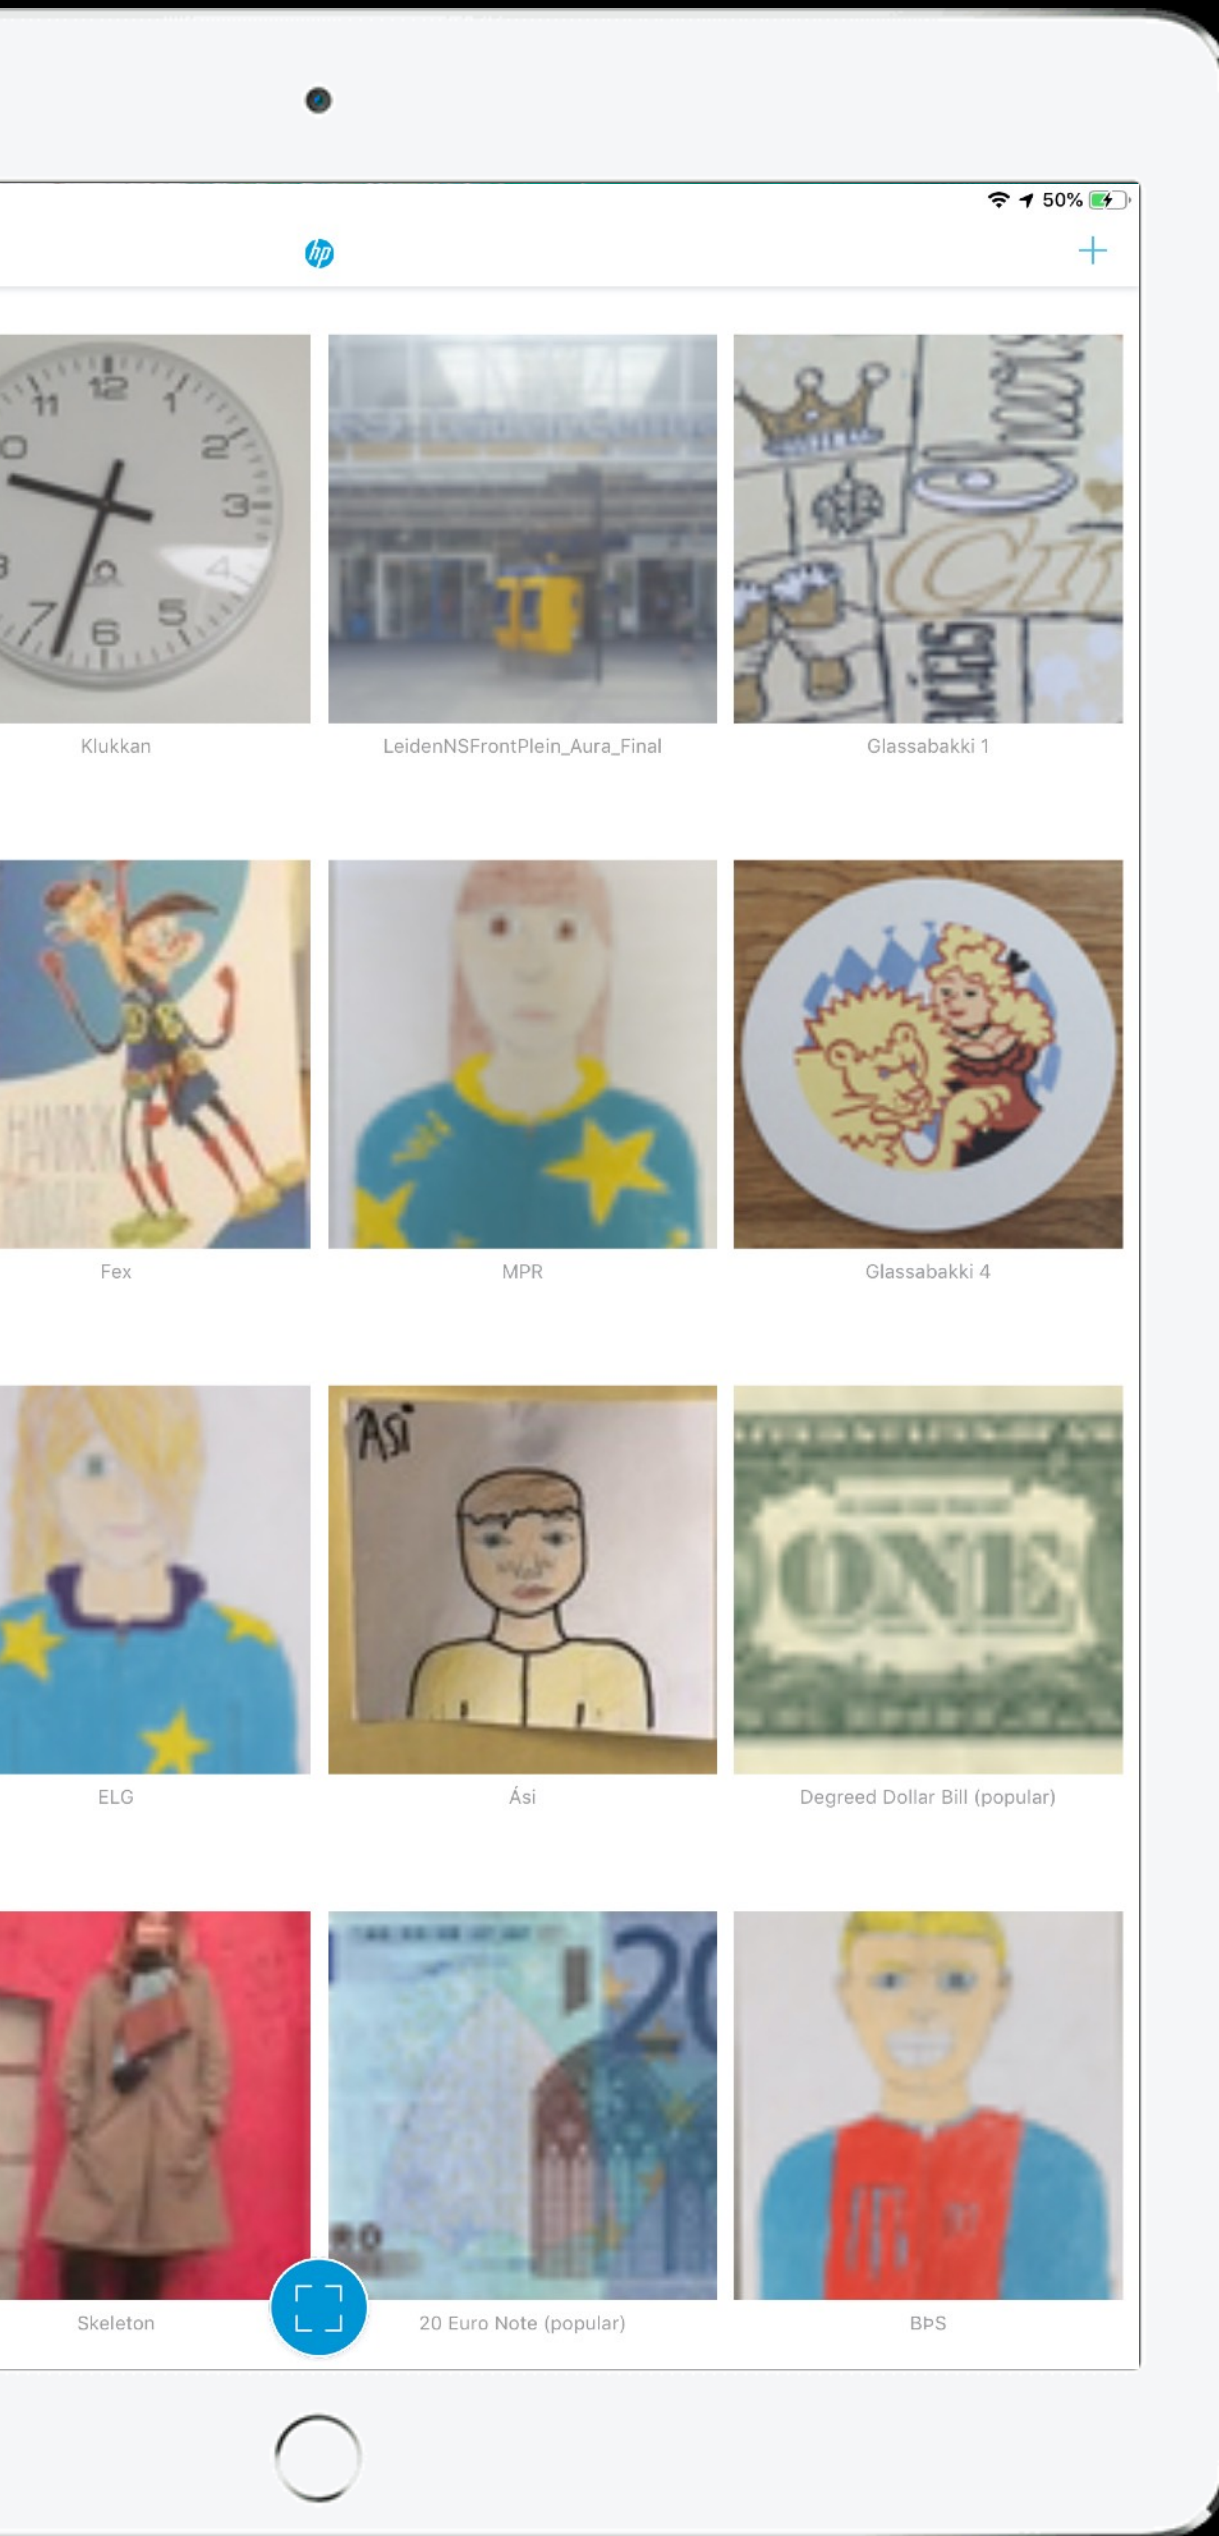 50%
hp
12
11
1
2
3
4
5
6
7
Klukkan
LeidenNSFrontPlein_Aura_Final
Glassabakki 1
Fex
MPR
Glassabakki 4
Asi
ONE
ELG
Ási
Degreed Dollar Bill (popular)
20
Skeleton
20 Euro Note (popular)
BÞS